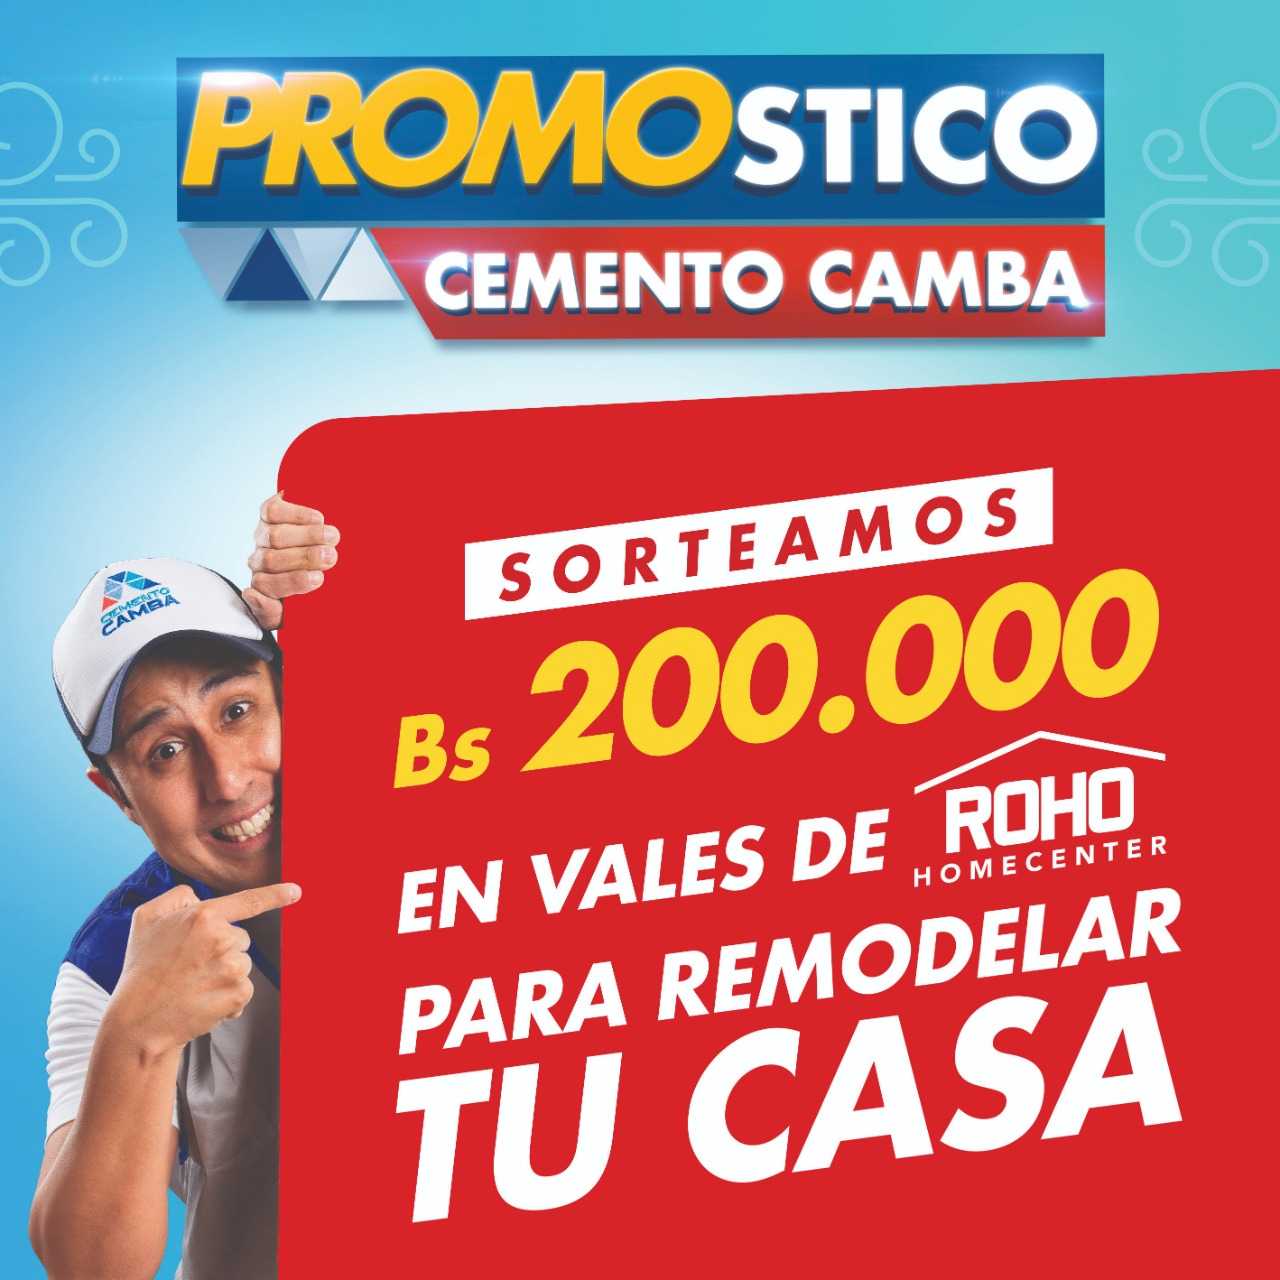 PROMOSTICO
CEMENTO CAMBA
SORTEAMOS
Bs 200.000
EN VALES DE ROHO
HOMECENTER
PARA REMODELAR
TU CASA
CEMENTO
CAMBA